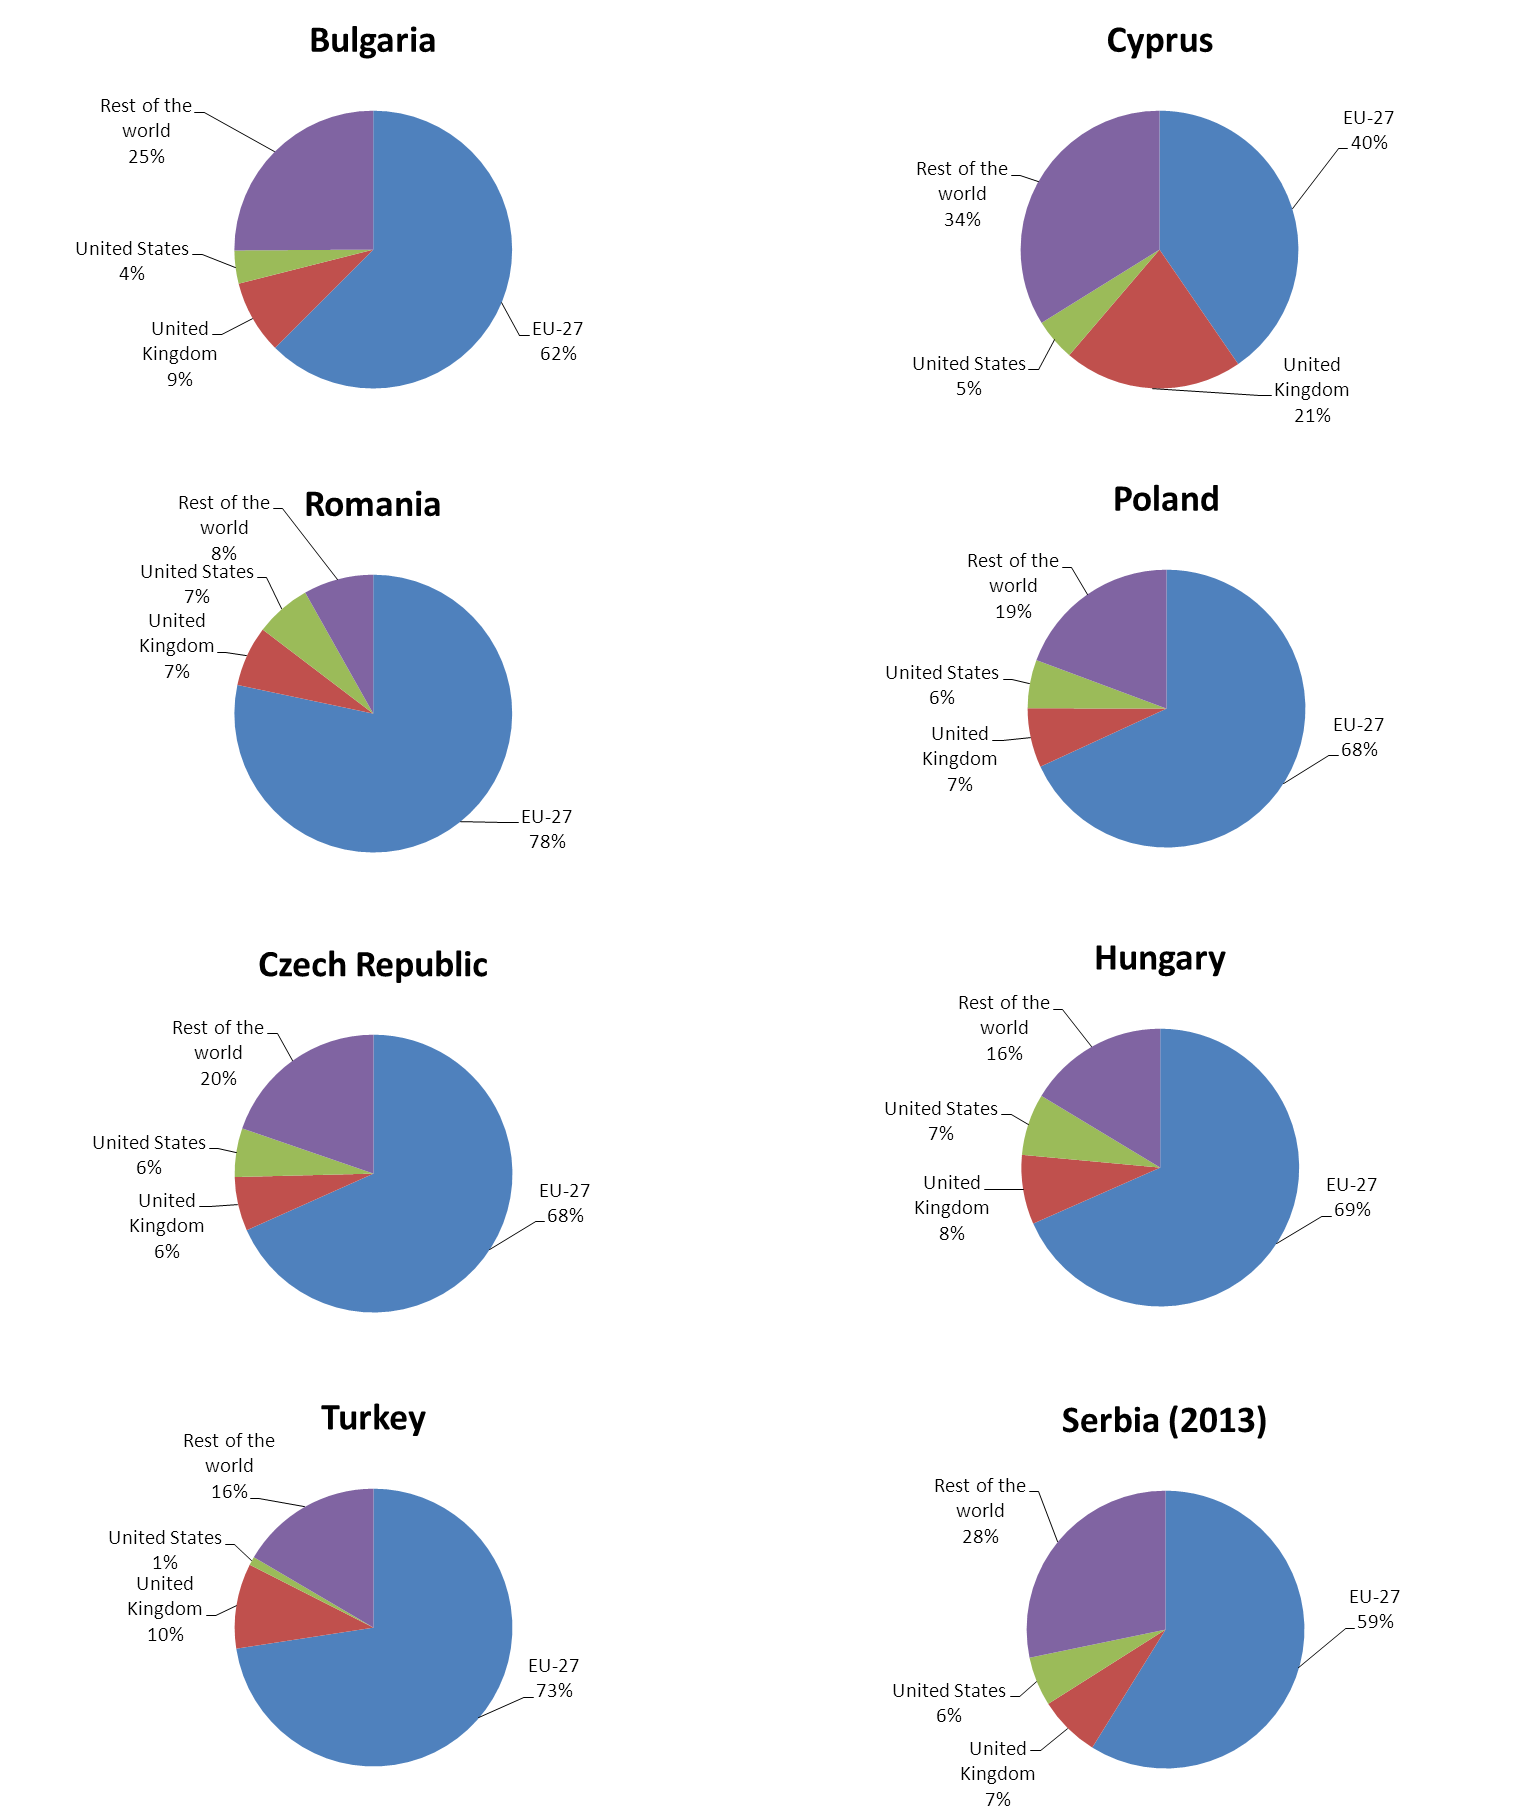 Bulgaria
Rest of the
world
25%
United States
4%
United
Kingdom
9%
EU-27
62%
Cyprus
EU-27
40%
Rest of the
world
34%
United States
5%
United
Kingdom
21%
Romania
Rest of the
world
8%
United States
7%
United
Kingdom
7%
EU-27
78%
Poland
Rest of the
world
19%
United States
6%
United
Kingdom
7%
EU-27
68%
Czech Republic
Rest of the
world
20%
United States
6%
United
Kingdom
6%
EU-27
68%
Hungary
Rest of the
world
16%
United States
7%
United
Kingdom
8%
EU-27
69%
Turkey
Rest of the
world
16%
United States
1%
United
Kingdom
10%
EU-27
73%
Serbia (2013)
Rest of the
world
28%
EU-27
59%
United States
6%
United
Kingdom
7%